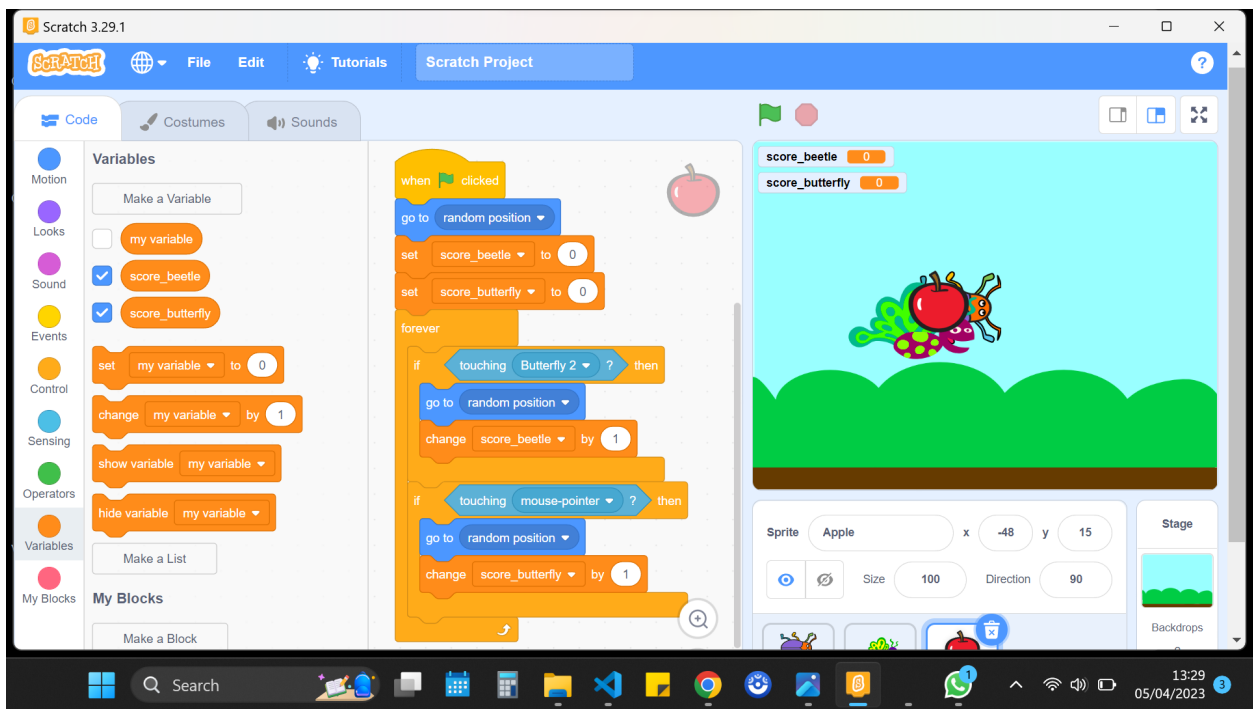 Scratch 3.29.1
SCRATCH File Edit Tutorials Scratch Project ?
Code Costumes Sounds
Motion
Looks
Sound
Events
Control
Sensing
Operators
Variables
My Blocks
Variables
Make a Variable
my variable
score_beetle
score_butterfly
set my variable to 0
change my variable by 1
show variable my variable
hide variable my variable
Make a List
My Blocks
Make a Block
when clicked
go to random position
set score_beetle to 0
set score_butterfly to 0
forever
if touching Butterfly 2 ? then
go to random position
change score_beetle by 1
if touching mouse-pointer ? then
go to random position
change score_butterfly by 1
score_beetle 0
score_butterfly 0
Sprite Apple x -48 y 15
Size 100 Direction 90
Stage
Backdrops
Search
1
13:29
05/04/2023
3